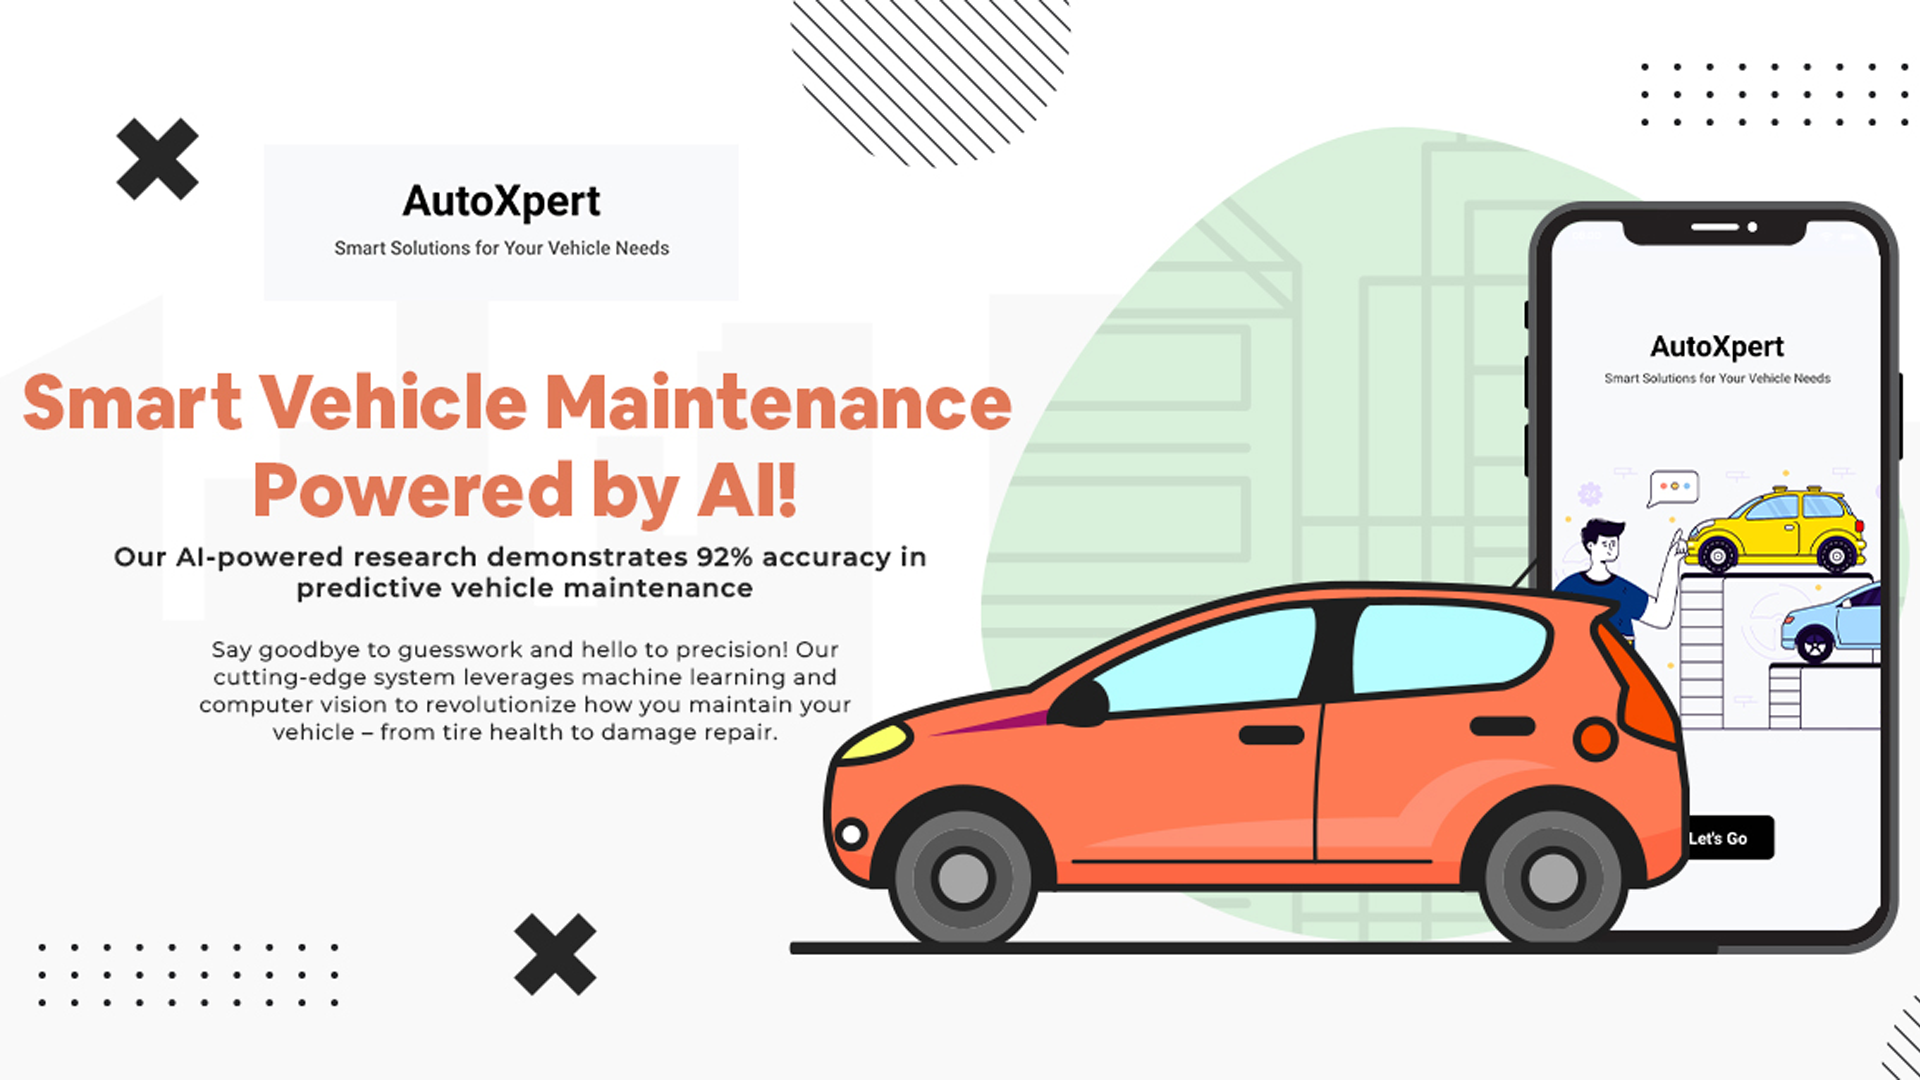 AutoXpert
Smart Solutions for Your Vehicle Needs
Smart Vehicle Maintenance
Powered by AI!
Our AI-powered research demonstrates 92% accuracy in
predictive vehicle maintenance
Say goodbye to guesswork and hello to precision! Our
cutting-edge system leverages machine learning and
computer vision to revolutionize how you maintain your
vehicle – from tire health to damage repair.
AutoXpert
Smart Solutions for Your Vehicle Needs
24
Let's Go